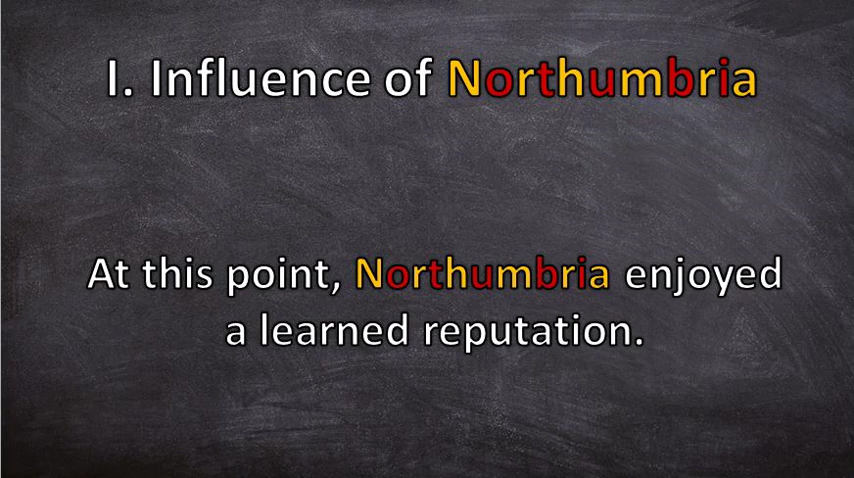 I. Influence of Northumbria
At this point, Northumbria enjoyed
a learned reputation.